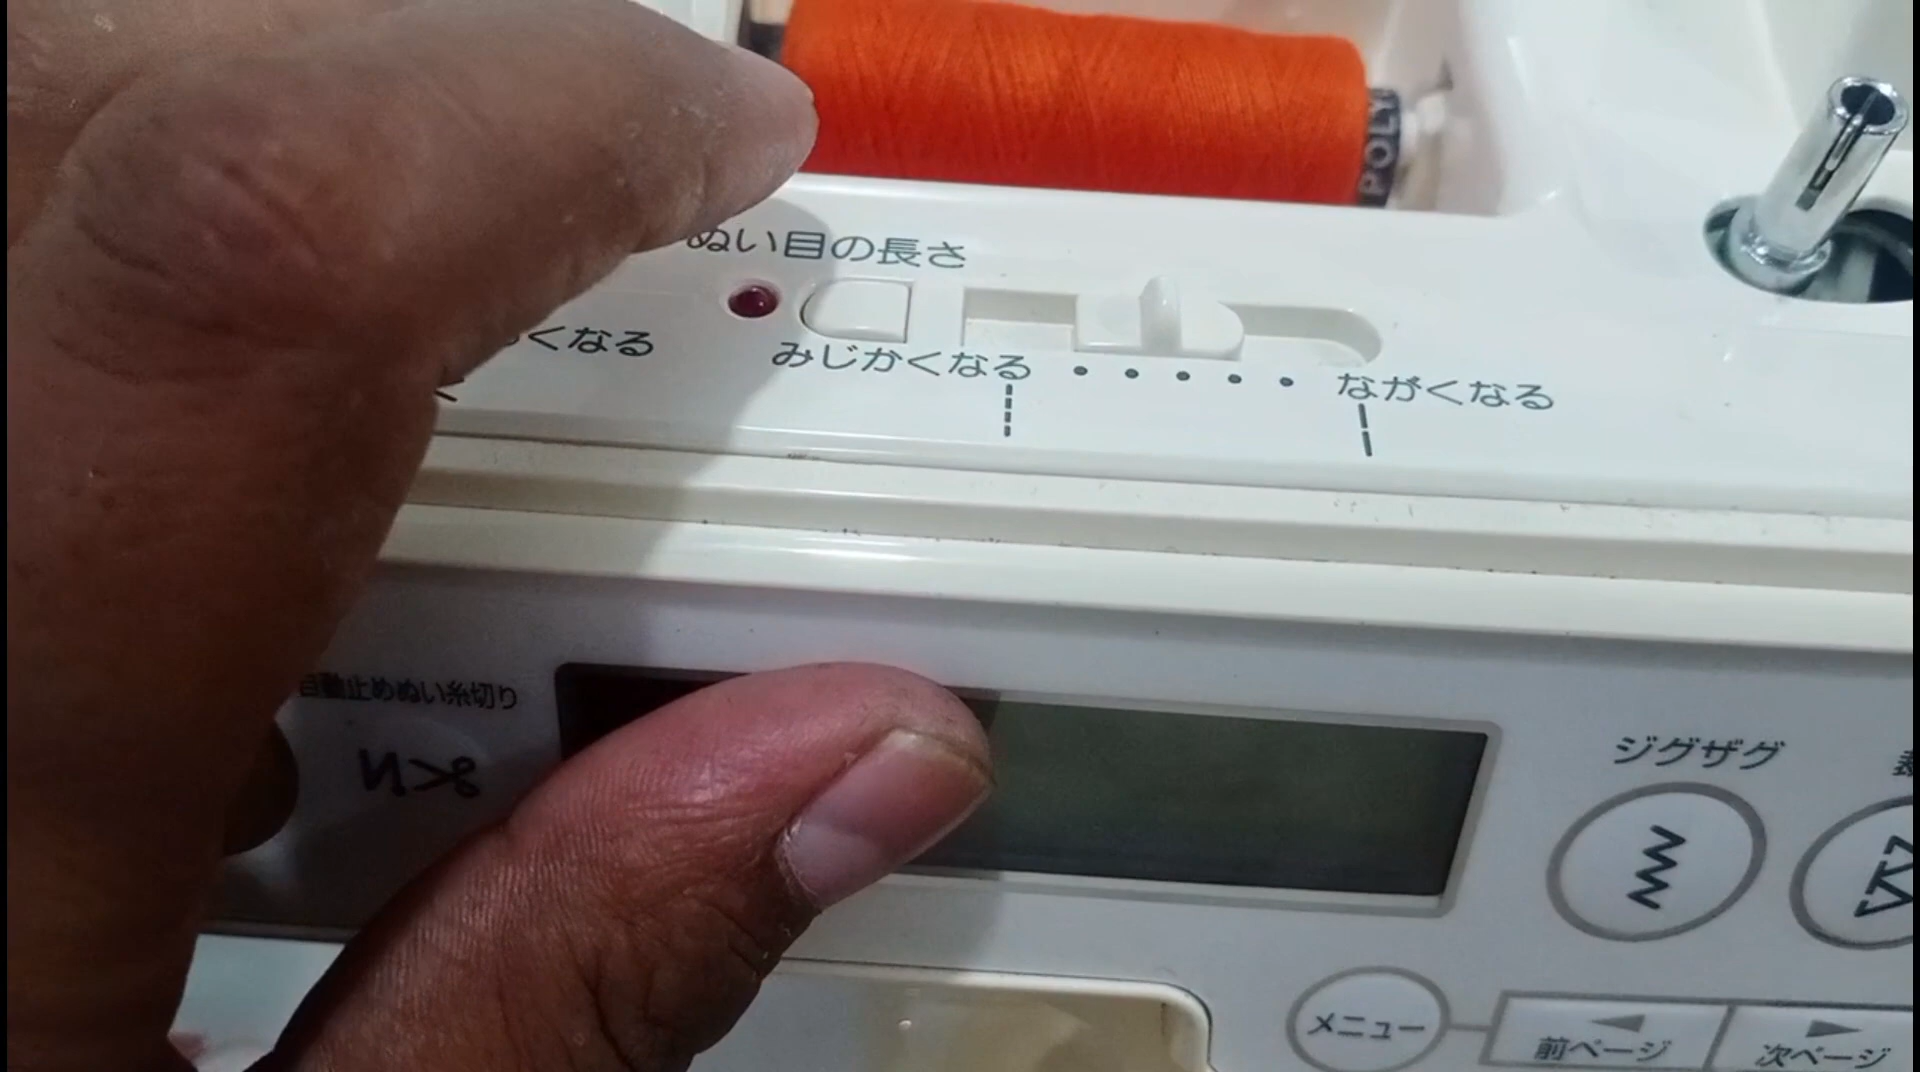 POLY
ぬい目の長さ
くなる
みじかくなる
ながくなる
自動止めぬい糸切り
ジグザグ
メニュー
前ページ
次ページ